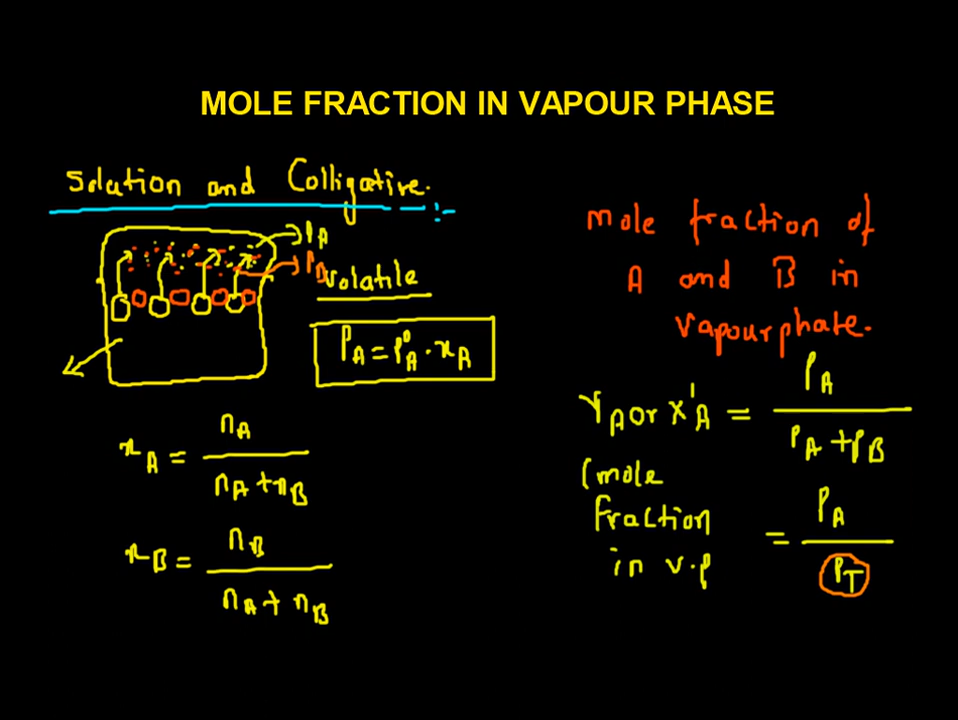 MOLE FRACTION IN VAPOUR PHASE
Solution and Colligative.
PA
PB
Volatile
PA = P°A · xA
xA = nA / nA + nB
xB = nB / nA + nB
mole fraction of
A and B in
vapour phate.
YA or X'A = PA / PA + PB
(mole
fraction
in v.p
= PA / PT